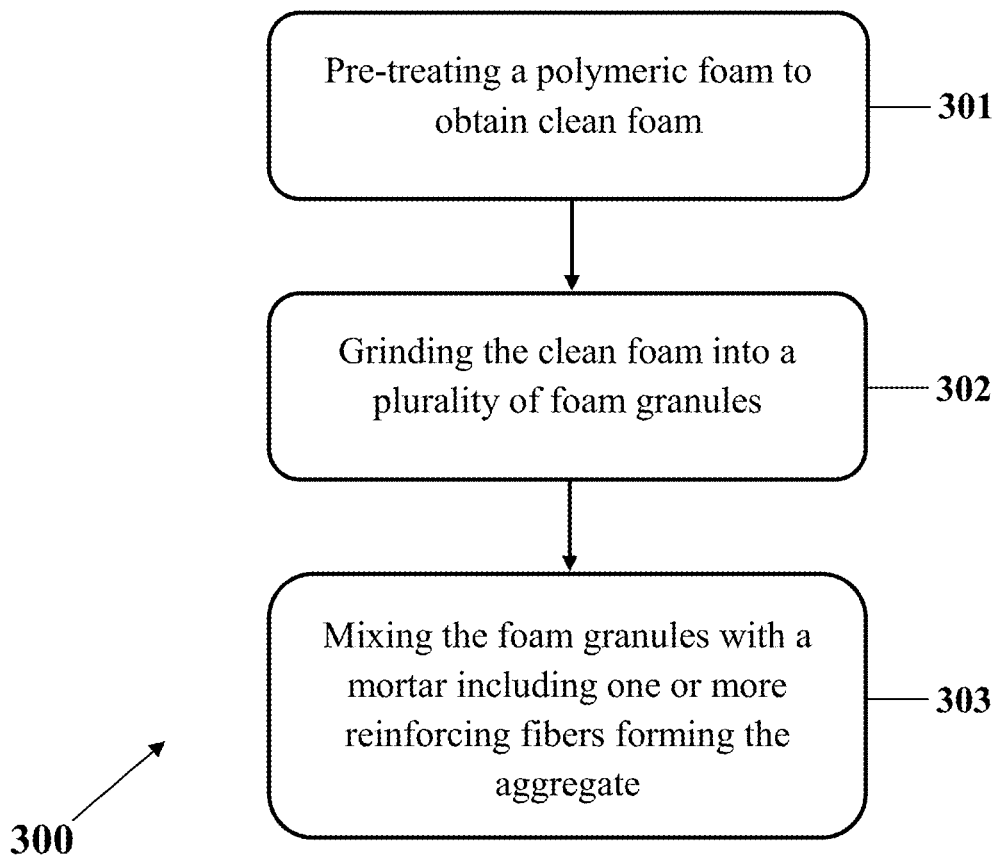 Pre-treating a polymeric foam to
obtain clean foam
301
Grinding the clean foam into a
plurality of foam granules
302
Mixing the foam granules with a
mortar including one or more
reinforcing fibers forming the
aggregate
303
300